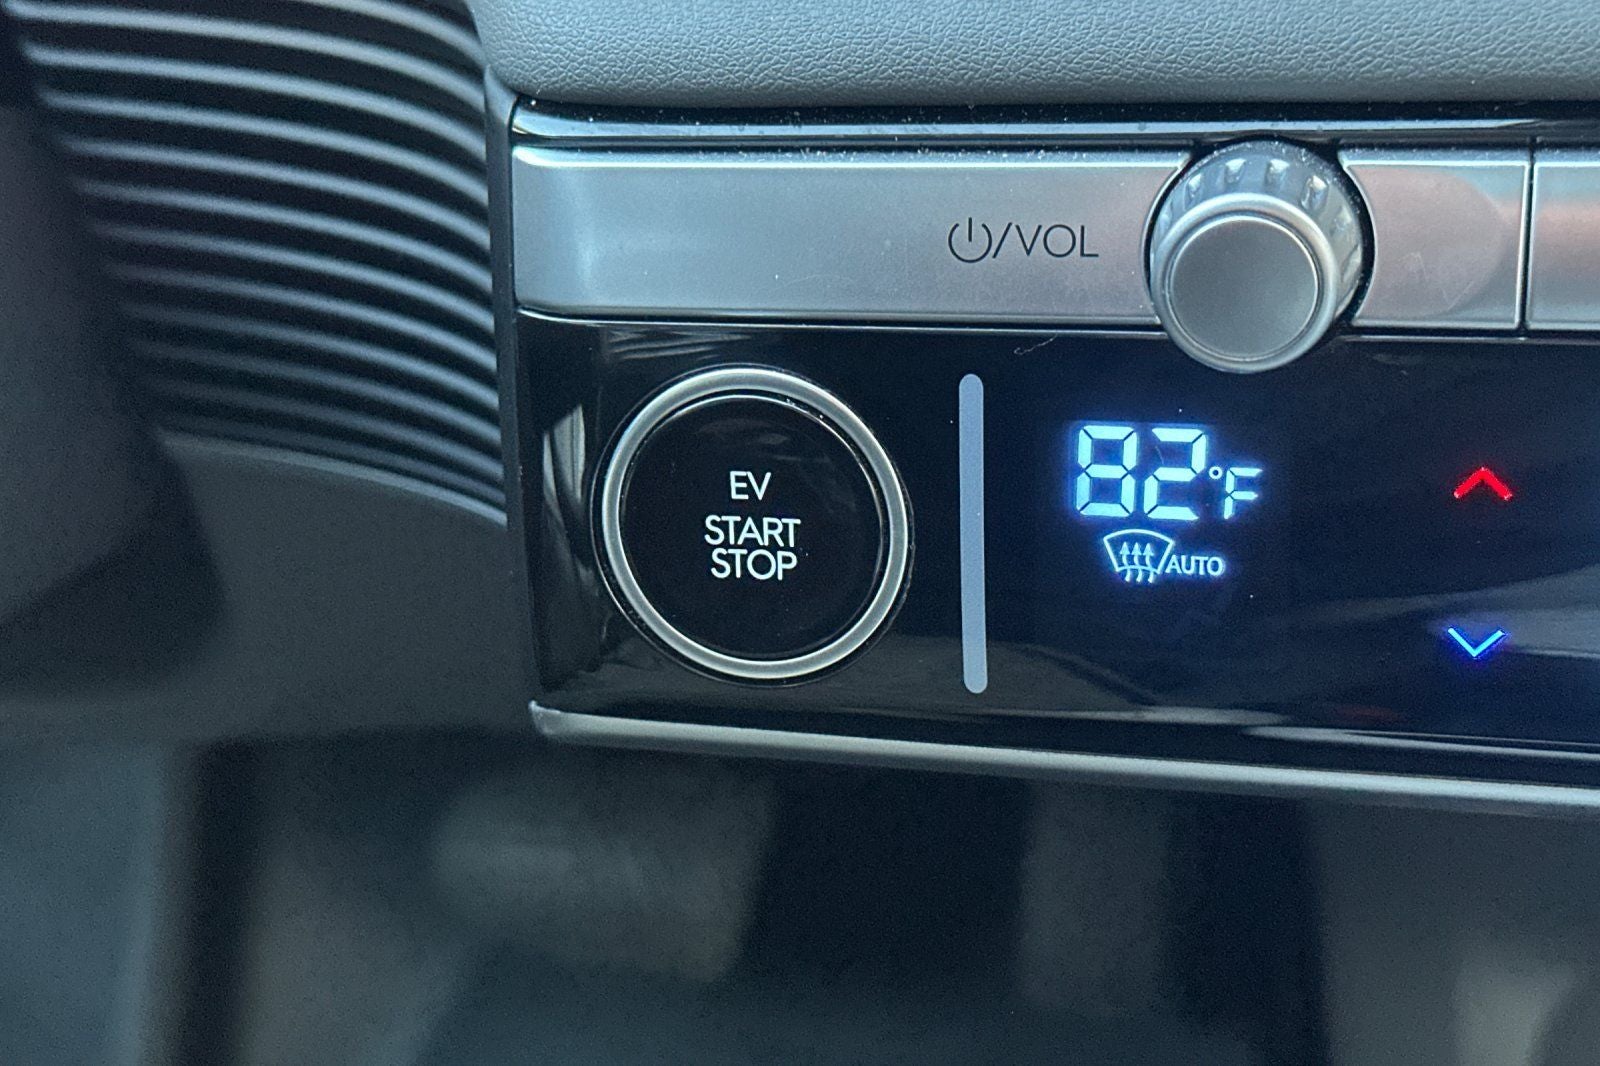 ⏻/VOL
EV
START
STOP
82°F
AUTO